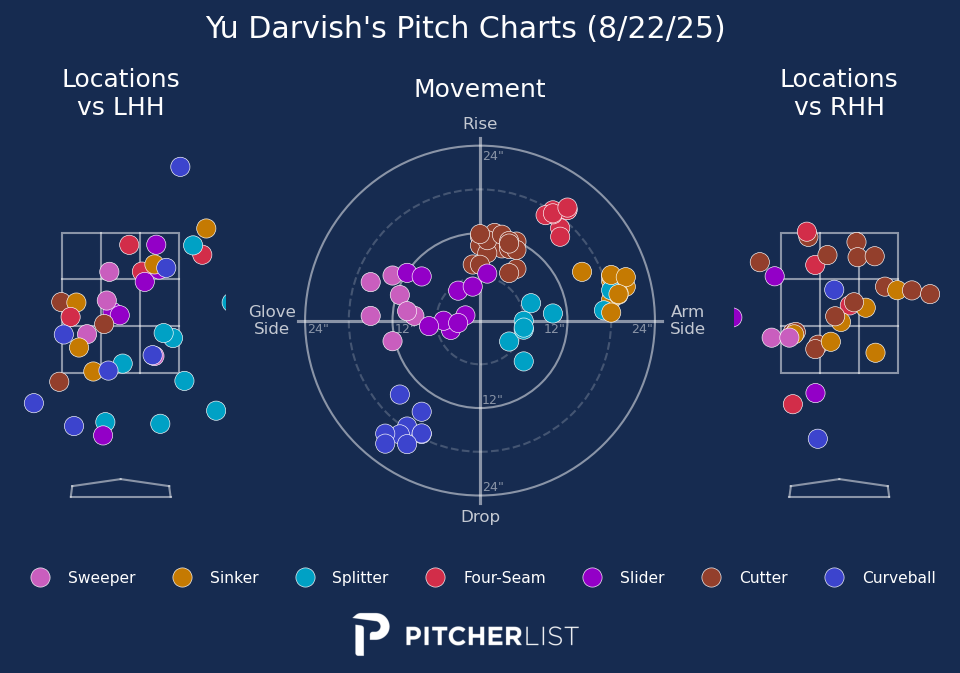 Yu Darvish's Pitch Charts (8/22/25)
Locations
vs LHH
Movement
Locations
vs RHH
Rise
24"
Glove
Side
24"
12"
12"
24"
Arm
Side
12"
24"
Drop
Sweeper
Sinker
Splitter
Four-Seam
Slider
Cutter
Curveball
PITCHERLIST